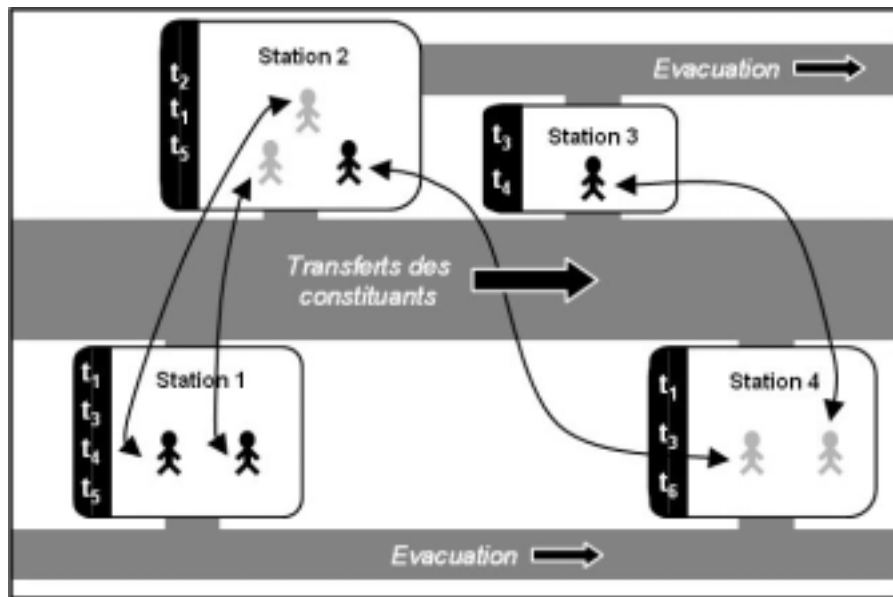 Station 2
t2
t1
t5
Evacuation
Station 3
t3
t4
Transferts des
constituants
Station 1
t1
t3
t4
t5
Station 4
t1
t3
t6
Evacuation